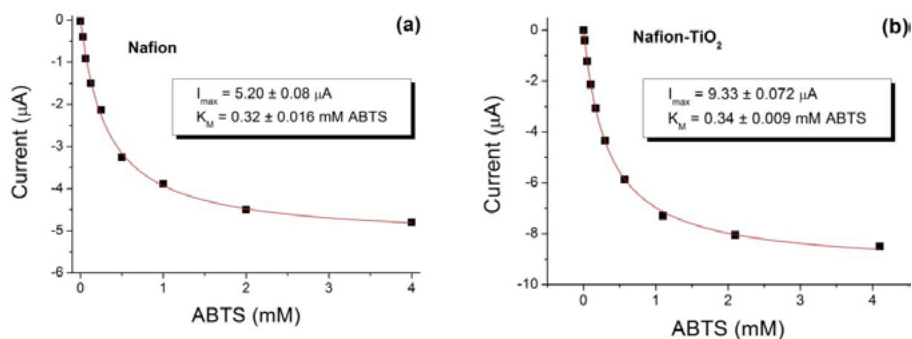 (a)
Nafion
I_max = 5.20 ± 0.08 μA
K_M = 0.32 ± 0.016 mM ABTS
Current (μA)
0
-1
-2
-3
-4
-5
-6
0 1 2 3 4
ABTS (mM)
(b)
Nafion-TiO₂
I_max = 9.33 ± 0.072 μA
K_M = 0.34 ± 0.009 mM ABTS
Current (μA)
0
-2
-4
-6
-8
-10
0 1 2 3 4
ABTS (mM)